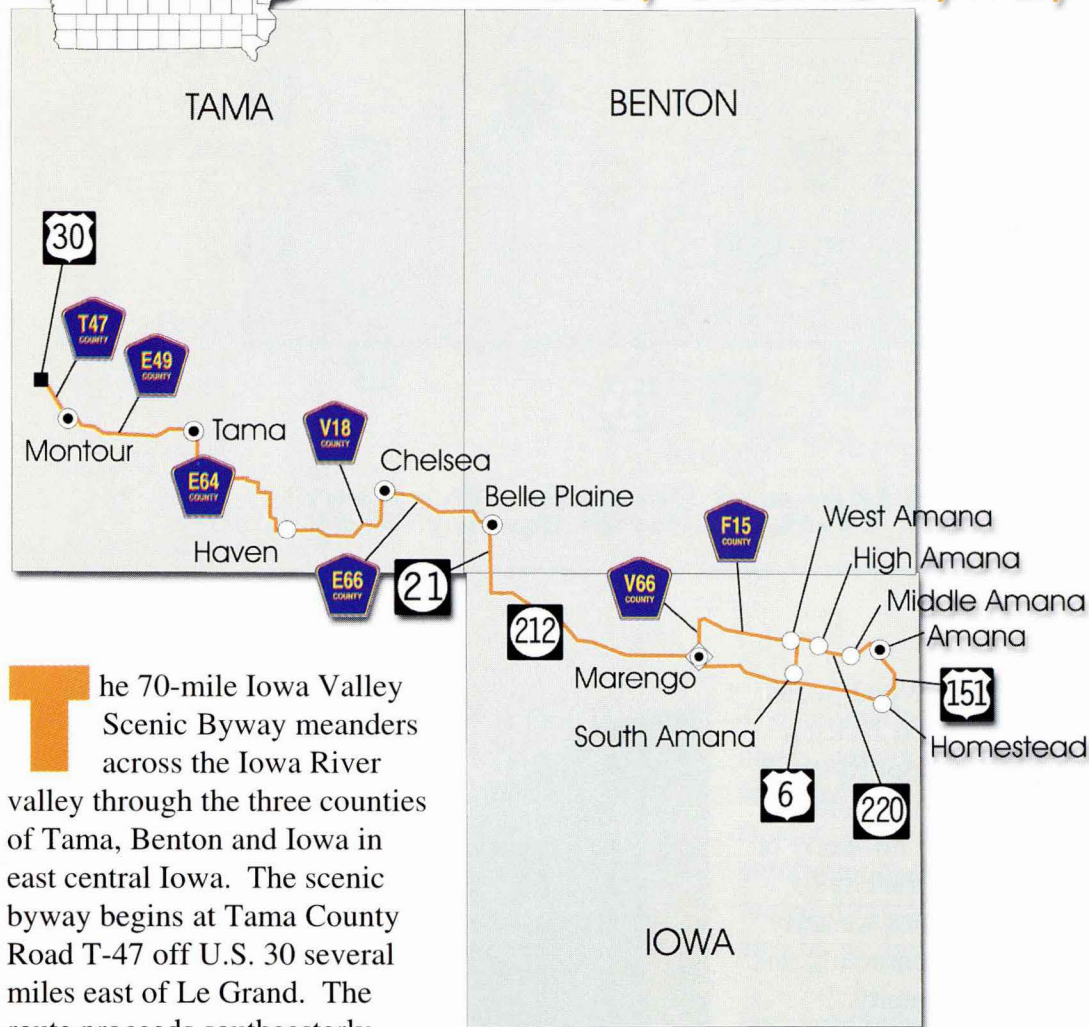 TAMA
BENTON
30
T47
COUNTY
E49
COUNTY
Montour
Tama
V18
COUNTY
E64
COUNTY
Chelsea
Haven
Belle Plaine
E66
COUNTY
21
F15
COUNTY
West Amana
High Amana
V66
COUNTY
Middle Amana
212
Amana
Marengo
151
South Amana
Homestead
6
220
The 70-mile Iowa Valley
Scenic Byway meanders
across the Iowa River
valley through the three counties
of Tama, Benton and Iowa in
east central Iowa. The scenic
byway begins at Tama County
Road T-47 off U.S. 30 several
miles east of Le Grand. The
route proceeds southeasterly
IOWA